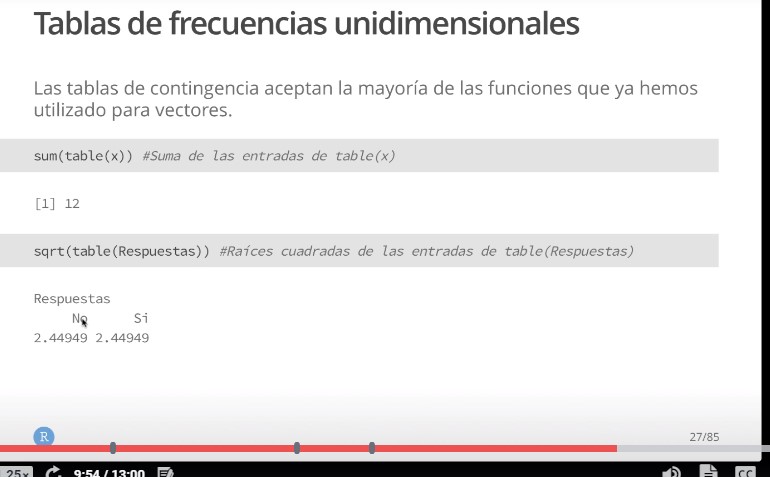 Tablas de frecuencias unidimensionales
Las tablas de contingencia aceptan la mayoría de las funciones que ya hemos
utilizado para vectores.
sum(table(x)) #Suma de las entradas de table(x)
[1] 12
sqrt(table(Respuestas)) #Raíces cuadradas de las entradas de table(Respuestas)
Respuestas
No Si
2.44949 2.44949
R
27/85
.25x 9:54 / 13:00 CC